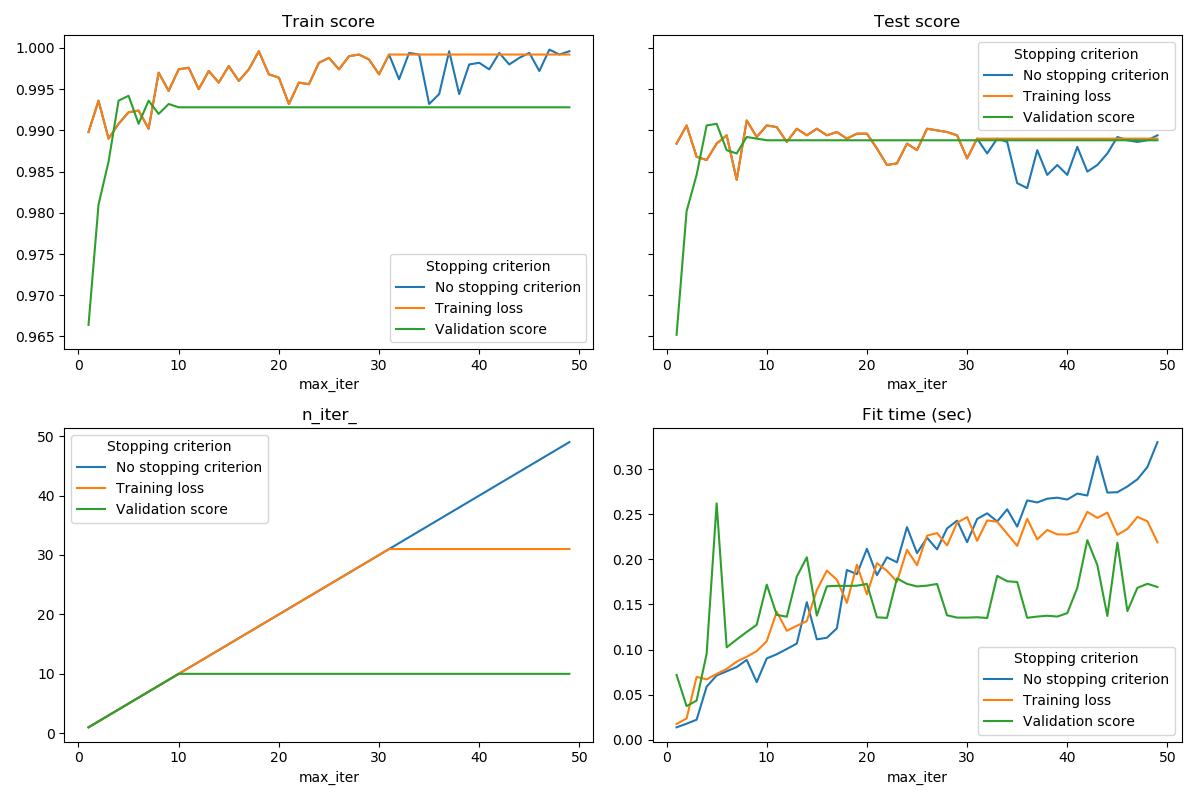 Train score
1.000
0.995
0.990
0.985
0.980
0.975
0.970
0.965
Stopping criterion
No stopping criterion
Training loss
Validation score
0 10 20 30 40 50
max_iter
Test score
Stopping criterion
No stopping criterion
Training loss
Validation score
0 10 20 30 40 50
max_iter
n_iter_
50
40
30
20
10
0
Stopping criterion
No stopping criterion
Training loss
Validation score
0 10 20 30 40 50
max_iter
Fit time (sec)
0.30
0.25
0.20
0.15
0.10
0.05
0.00
Stopping criterion
No stopping criterion
Training loss
Validation score
0 10 20 30 40 50
max_iter